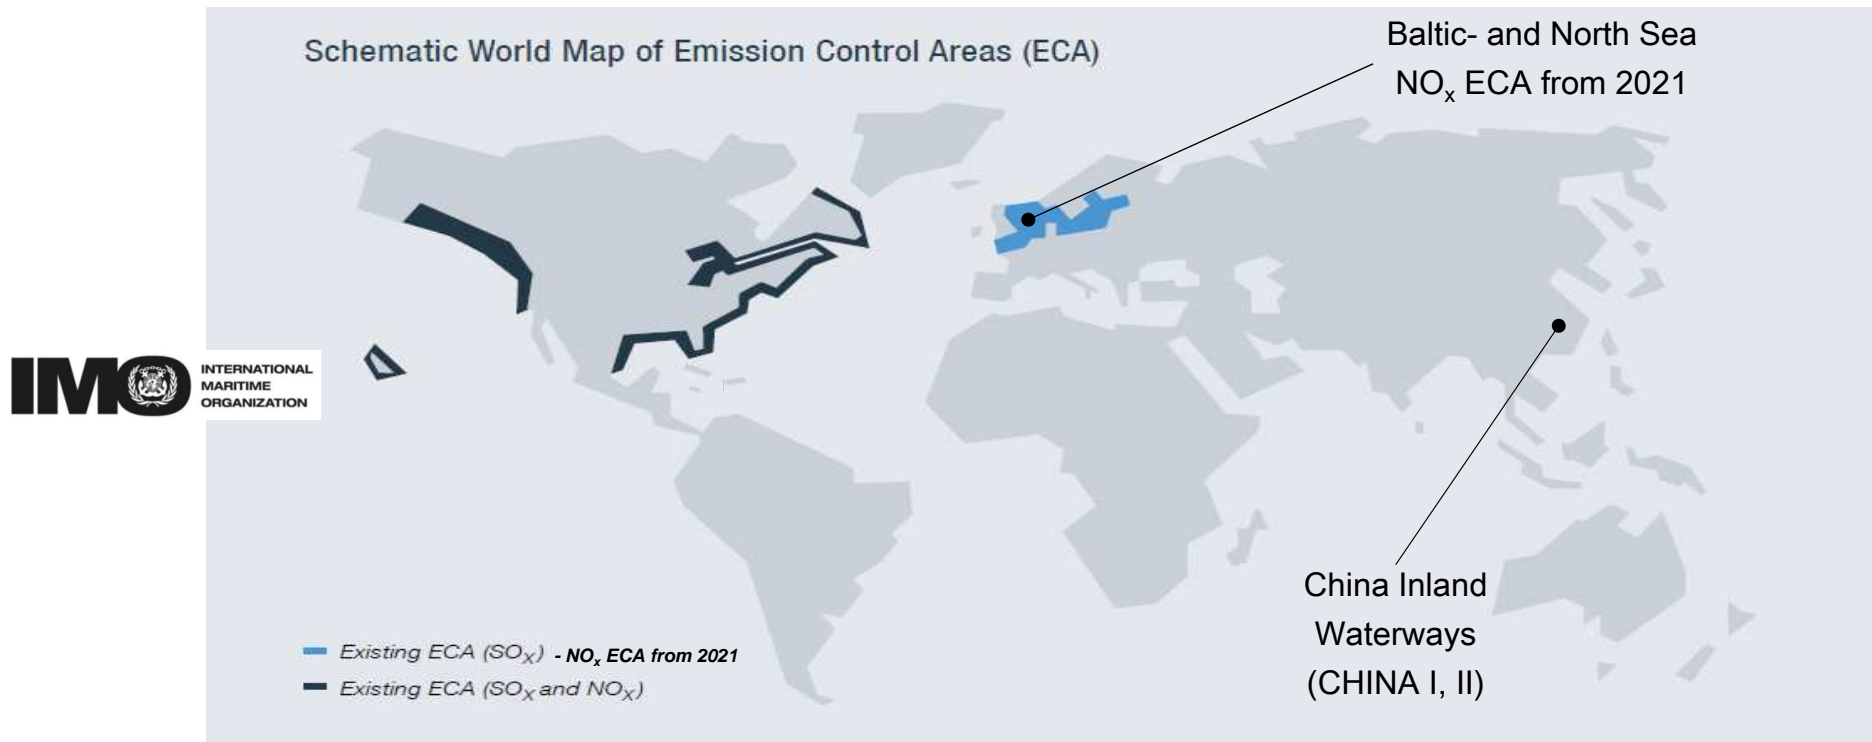 Schematic World Map of Emission Control Areas (ECA)
Baltic- and North Sea
NOx ECA from 2021
IMO
INTERNATIONAL
MARITIME
ORGANIZATION
China Inland
Waterways
(CHINA I, II)
Existing ECA (SOX) - NOx ECA from 2021
Existing ECA (SOX and NOX)